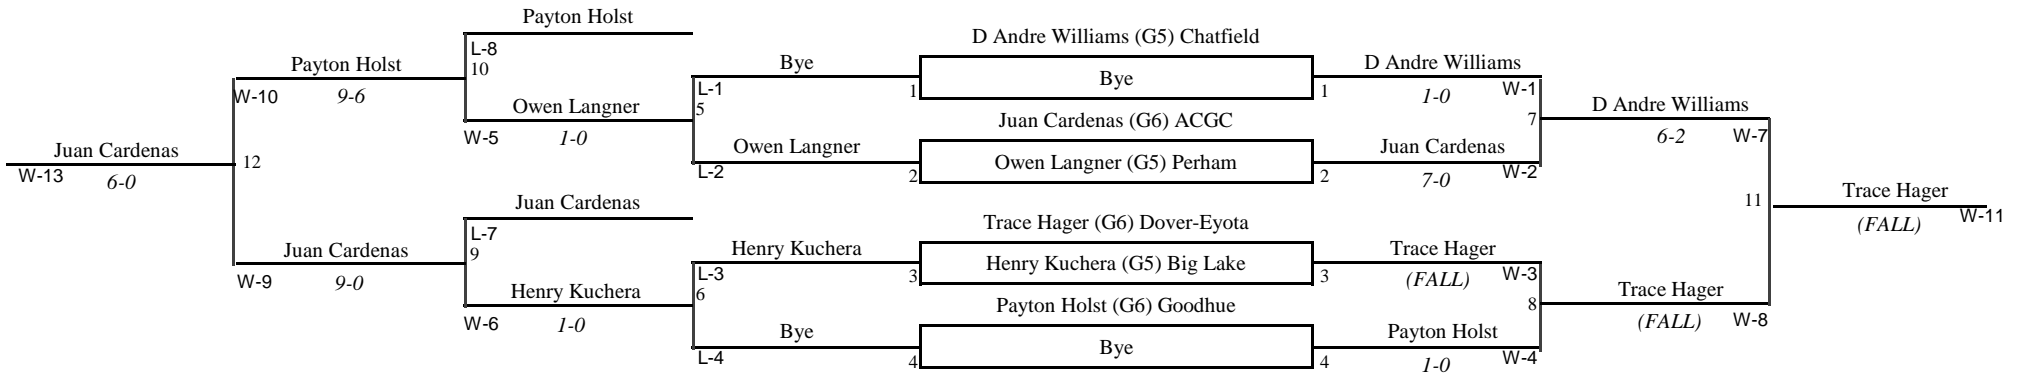 Payton Holst
D Andre Williams (G5) Chatfield
L-8
Payton Holst
10
Bye
Bye
D Andre Williams
W-10
9-6
L-1
1
1
1-0
W-1
Owen Langner
5
D Andre Williams
W-5
1-0
Juan Cardenas (G6) ACGC
7
6-2
W-7
Juan Cardenas
12
Owen Langner
Owen Langner (G5) Perham
Juan Cardenas
W-13
6-0
L-2
2
2
7-0
W-2
Juan Cardenas
11
Trace Hager
L-7
Trace Hager (G6) Dover-Eyota
(FALL)
W-11
Juan Cardenas
9
Henry Kuchera
Henry Kuchera (G5) Big Lake
Trace Hager
W-9
9-0
L-3
3
3
(FALL)
W-3
Henry Kuchera
6
Trace Hager
W-6
1-0
Payton Holst (G6) Goodhue
8
(FALL)
W-8
Bye
Bye
Payton Holst
L-4
4
4
1-0
W-4